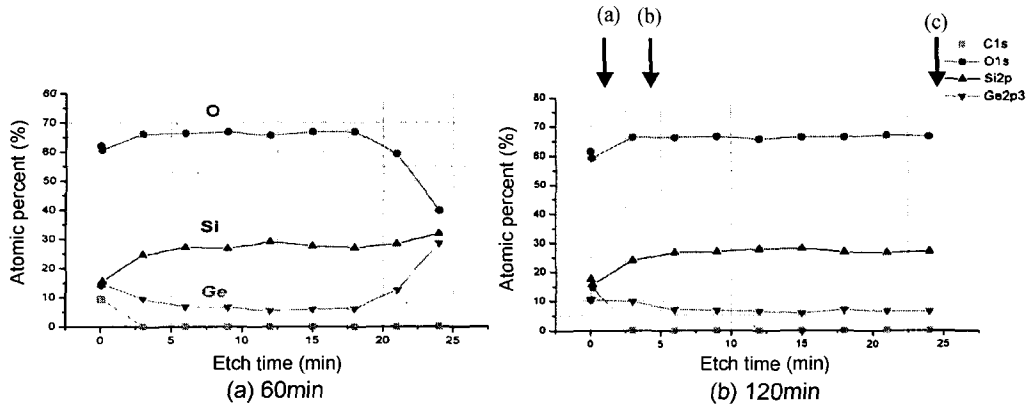 (a) (b) (c)
C1s
O1s
Si2p
Ge2p3
Atomic percent (%)
80
70
60
50
40
30
20
10
0
O
Si
Ge
0 5 10 15 20 25
Etch time (min)
(a) 60min
Atomic percent (%)
80
70
60
50
40
30
20
10
0
0 5 10 15 20 25
Etch time (min)
(b) 120min